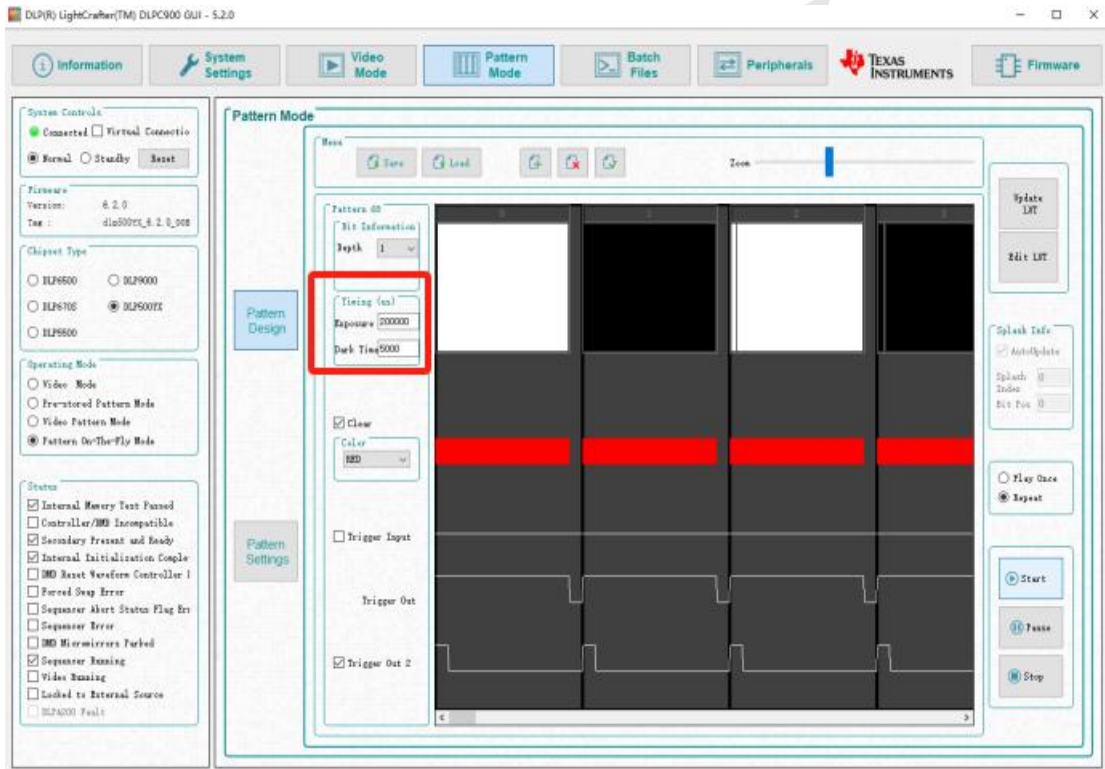 DLP(R) LightCrafter(TM) DLPC900 GUI - 5.2.0
Information
System
Settings
Video
Mode
Pattern
Mode
Batch
Files
Peripherals
TEXAS
INSTRUMENTS
Firmware
System Controls
Connected
Virtual Connectio
Normal
Standby
Reset
Firmware
Version: 6.2.0
Tag :
Chipset Type
DLP6500
DLP9000
DLP670S
DLP500YX
DLP5500
Operating Mode
Video Mode
Pre-stored Pattern Mode
Video Pattern Mode
Pattern On-The-Fly Mode
Status
Internal Memory Test Passed
Controller/DMD Incompatible
Secondary Present and Ready
Internal Initialization Comple
DMD Reset Waveform Controller
Forced Swap Error
Sequencer Abort Status Flag Err
Sequencer Error
DMD Micromirrors Parked
Sequencer Running
Video Running
Locked to External Source
DLPA200 Fault
Pattern Mode
Pattern
Design
Pattern
Settings
Menu
Save
Load
Zoom
Bit Information
Depth 1
Timing (us)
Exposure 200000
Dark Time 5000
Clear
Color
RED
Trigger Input
Trigger Out
Trigger Out 2
0
1
2
3
Update
LUT
Edit LUT
Splash Info
AutoUpdate
Splash
Index
0
Bit Pos 0
Play Once
Repeat
Start
Pause
Stop